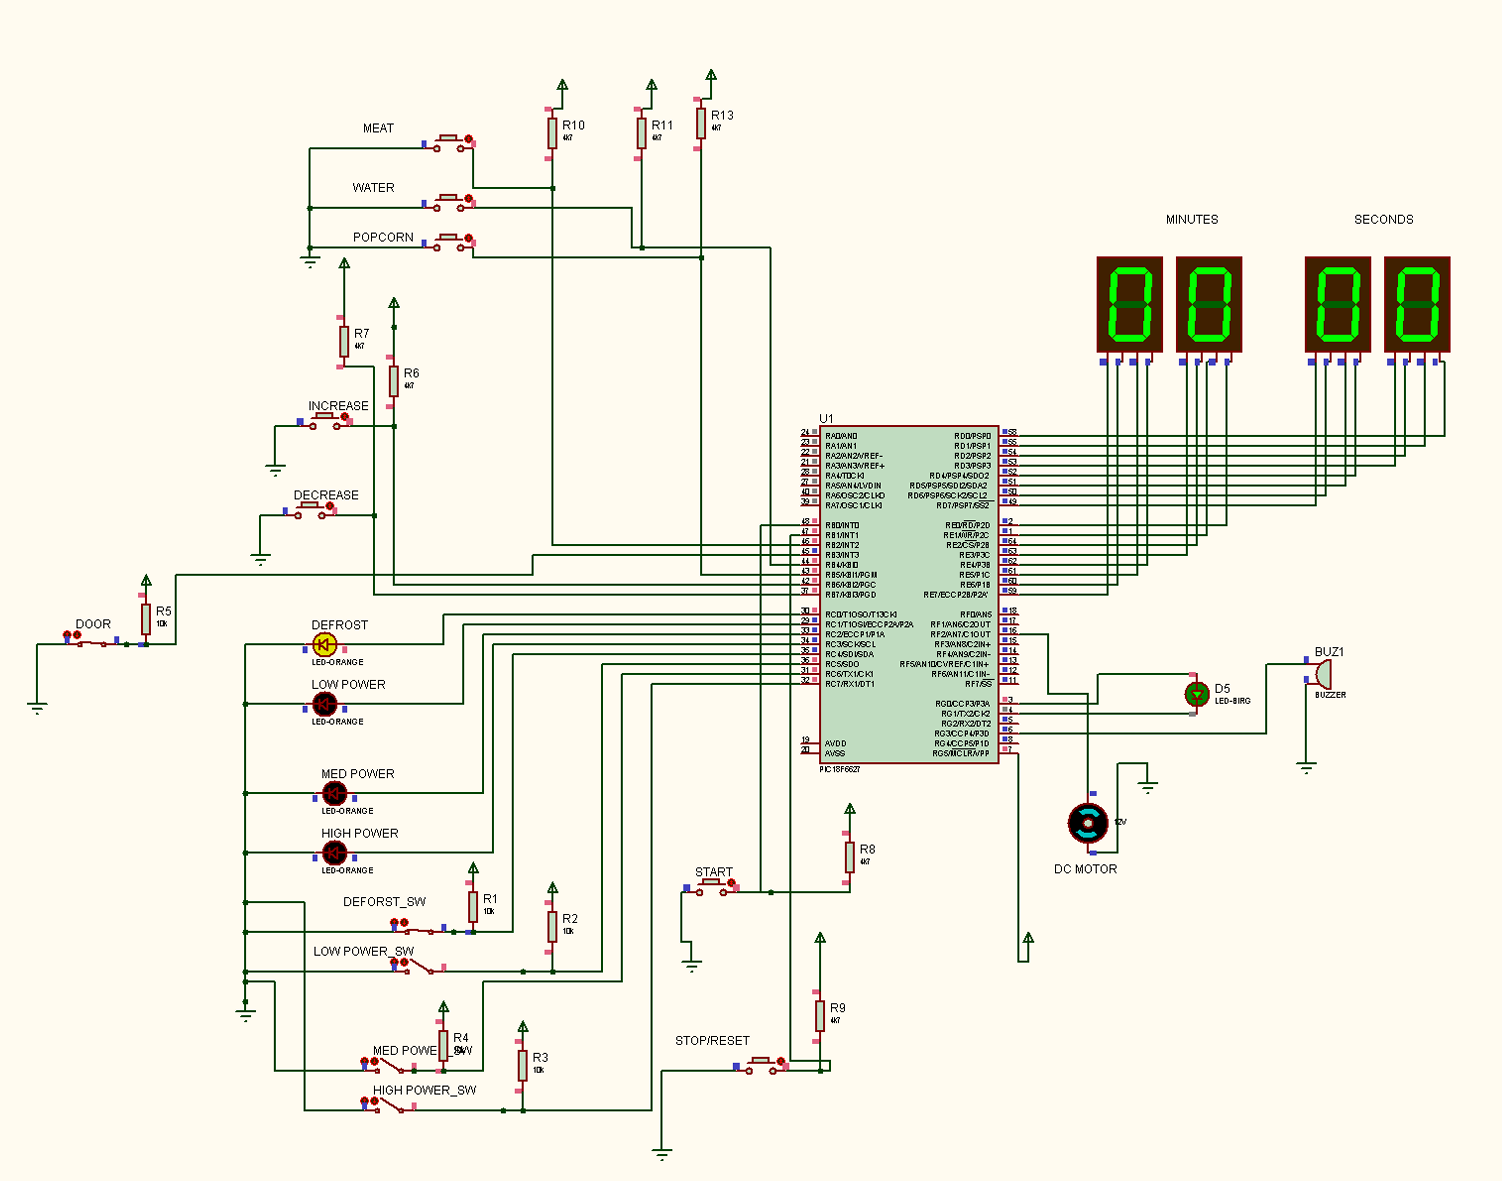 R10
4k7
R11
4k7
R13
4k7
MEAT
WATER
POPCORN
MINUTES
SECONDS
R7
4k7
R6
4k7
INCREASE
DECREASE
DOOR
R5
10k
DEFROST
LED-ORANGE
LOW POWER
LED-ORANGE
MED POWER
LED-ORANGE
HIGH POWER
LED-ORANGE
DEFORST_SW
R1
10k
R2
10k
LOW POWER_SW
R4
MED POWER_SW
R3
10k
HIGH POWER_SW
START
R8
4k7
STOP/RESET
R9
4k7
U1
24 RA0/AN0
23 RA1/AN1
22 RA2/AN2/VREF-
21 RA3/AN3/VREF+
28 RA4/T0CKI
27 RA5/AN4/LVDIN
40 RA6/OSC2/CLKO
39 RA7/OSC1/CLKI
48 RB0/INT0
47 RB1/INT1
46 RB2/INT2
45 RB3/INT3
44 RB4/KBI0
43 RB5/KBI1/PGM
42 RB6/KBI2/PGC
37 RB7/KBI3/PGD
30 RC0/T1OSO/T13CKI
29 RC1/T1OSI/ECCP2A/P2A
33 RC2/ECCP1/P1A
34 RC3/SCK/SCL
35 RC4/SDI/SDA
36 RC5/SDO
31 RC6/TX1/CK1
32 RC7/RX1/DT1
19 AVDD
20 AVSS
RD0/PSP0 58
RD1/PSP1 55
RD2/PSP2 54
RD3/PSP3 53
RD4/PSP4/SDO2 52
RD5/PSP5/SDI2/SDA2 51
RD6/PSP6/SCK2/SCL2 50
RD7/PSP7/SS2 49
RE0/RD/P2D 2
RE1/WR/P2C 1
RE2/CS/P2B 64
RE3/P3C 63
RE4/P3B 62
RE5/P1C 61
RE6/P1B 60
RE7/ECCP2B/P2A' 59
RF0/AN5 18
RF1/AN6/C2OUT 17
RF2/AN7/C1OUT 16
RF3/AN8/C2IN+ 15
RF4/AN9/C2IN- 14
RF5/AN10/CVREF/C1IN+ 13
RF6/AN11/C1IN- 12
RF7/SS 11
RG0/CCP3/P3A 3
RG1/TX2/CK2 4
RG2/RX2/DT2 5
RG3/CCP4/P3D 6
RG4/CCP5/P1D 8
RG5/MCLR/VPP 7
PIC18F6627
D5
LED-BIRG
BUZ1
BUZZER
12V
DC MOTOR